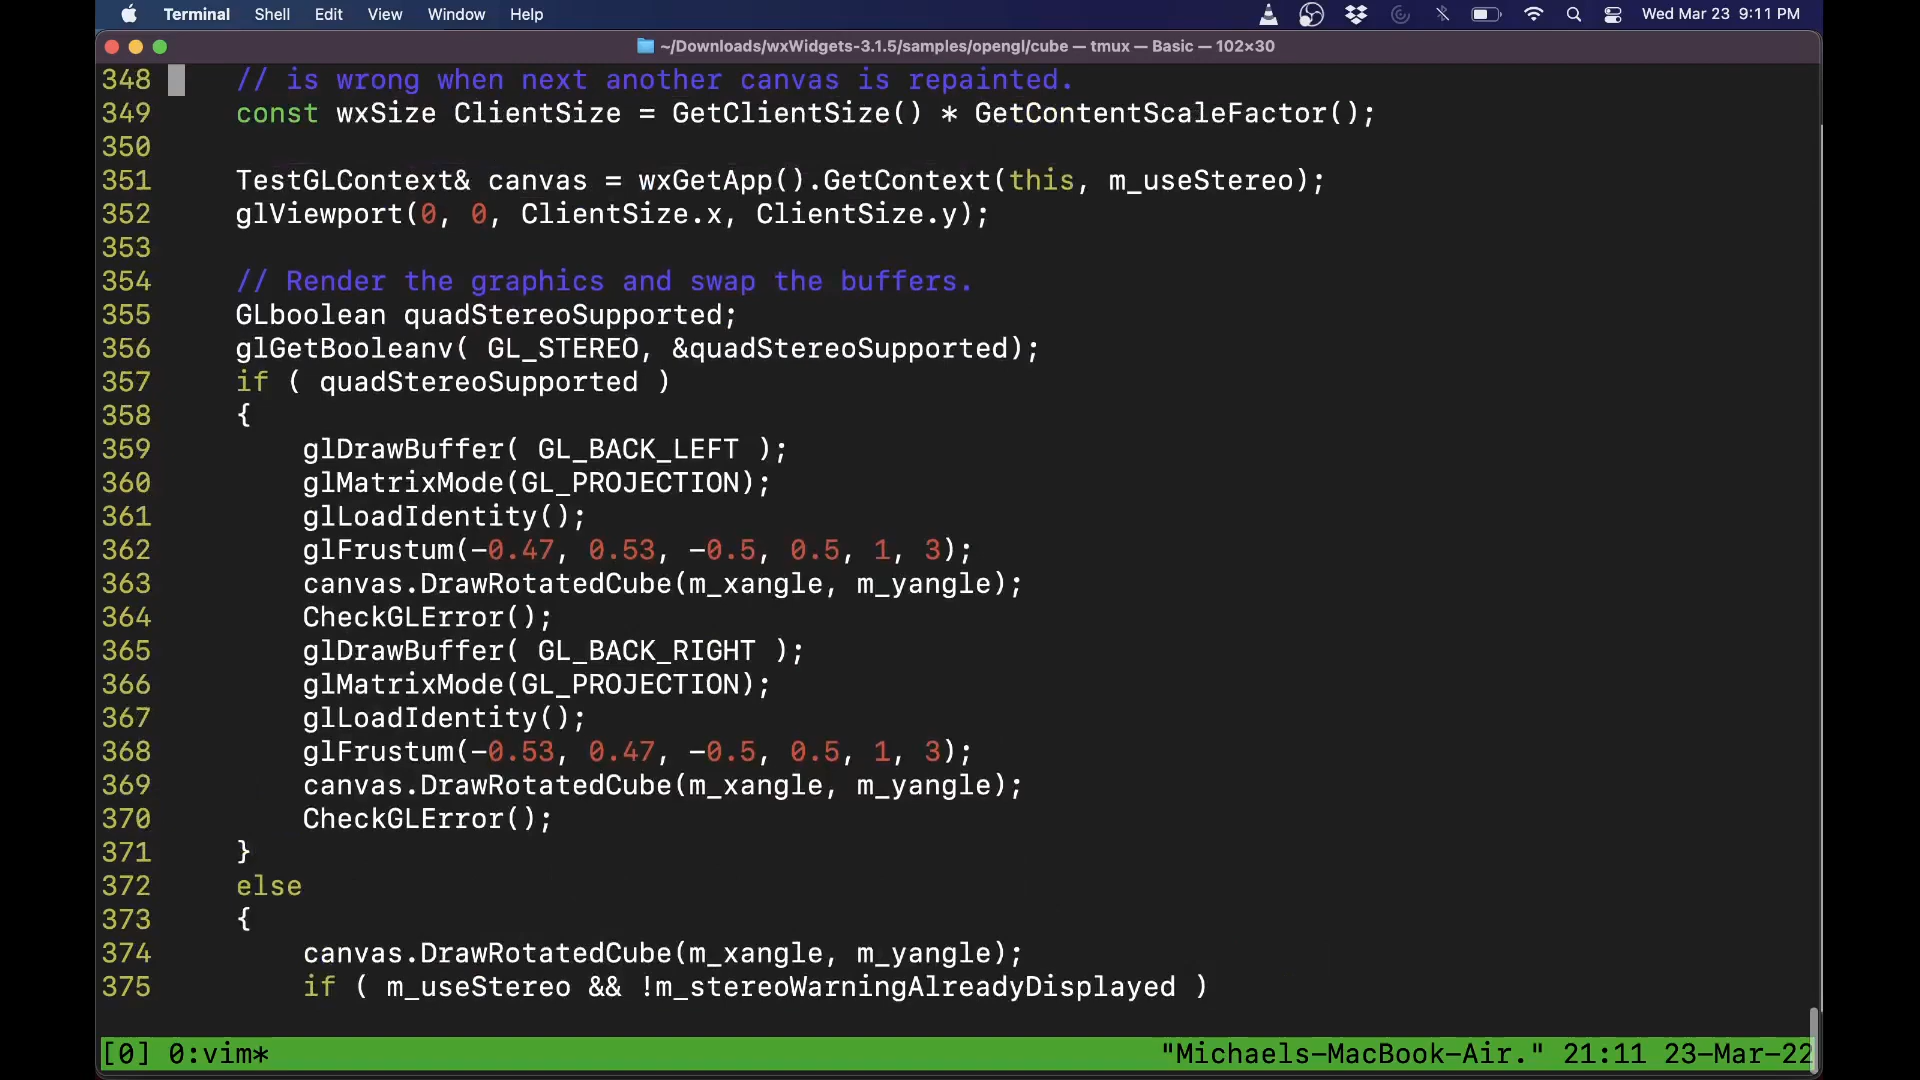 Terminal Shell Edit View Window Help Wed Mar 23 9:11 PM
~/Downloads/wxWidgets-3.1.5/samples/opengl/cube — tmux — Basic — 102×30
348     // is wrong when next another canvas is repainted.
349     const wxSize ClientSize = GetClientSize() * GetContentScaleFactor();
350
351     TestGLContext& canvas = wxGetApp().GetContext(this, m_useStereo);
352     glViewport(0, 0, ClientSize.x, ClientSize.y);
353
354     // Render the graphics and swap the buffers.
355     GLboolean quadStereoSupported;
356     glGetBooleanv( GL_STEREO, &quadStereoSupported);
357     if ( quadStereoSupported )
358     {
359         glDrawBuffer( GL_BACK_LEFT );
360         glMatrixMode(GL_PROJECTION);
361         glLoadIdentity();
362         glFrustum(-0.47, 0.53, -0.5, 0.5, 1, 3);
363         canvas.DrawRotatedCube(m_xangle, m_yangle);
364         CheckGLError();
365         glDrawBuffer( GL_BACK_RIGHT );
366         glMatrixMode(GL_PROJECTION);
367         glLoadIdentity();
368         glFrustum(-0.53, 0.47, -0.5, 0.5, 1, 3);
369         canvas.DrawRotatedCube(m_xangle, m_yangle);
370         CheckGLError();
371     }
372     else
373     {
374         canvas.DrawRotatedCube(m_xangle, m_yangle);
375         if ( m_useStereo && !m_stereoWarningAlreadyDisplayed )
[0] 0:vim* "Michaels-MacBook-Air." 21:11 23-Mar-22